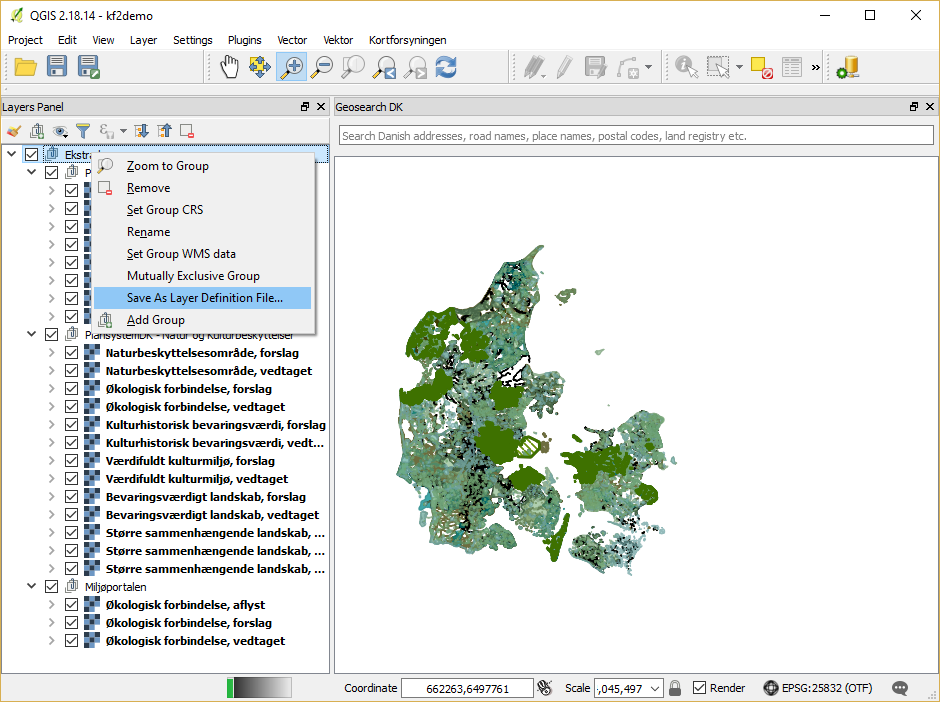 QGIS 2.18.14 - kf2demo
Project Edit View Layer Settings Plugins Vector Vektor Kortforsyningen
Layers Panel
Geosearch DK
Search Danish addresses, road names, place names, postal codes, land registry etc.
Zoom to Group
Remove
Set Group CRS
Rename
Set Group WMS data
Mutually Exclusive Group
Save As Layer Definition File...
Add Group
PlansystemDK - Natur og Kulturbeskyttelser
Naturbeskyttelsesområde, forslag
Naturbeskyttelsesområde, vedtaget
Økologisk forbindelse, forslag
Økologisk forbindelse, vedtaget
Kulturhistorisk bevaringsværdi, forslag
Kulturhistorisk bevaringsværdi, vedt...
Værdifuldt kulturmiljø, forslag
Værdifuldt kulturmiljø, vedtaget
Bevaringsværdigt landskab, forslag
Bevaringsværdigt landskab, vedtaget
Større sammenhængende landskab, ...
Større sammenhængende landskab, ...
Større sammenhængende landskab, ...
Miljøportalen
Økologisk forbindelse, aflyst
Økologisk forbindelse, forslag
Økologisk forbindelse, vedtaget
Coordinate 662263,6497761 Scale :,045,497 Render EPSG:25832 (OTF)